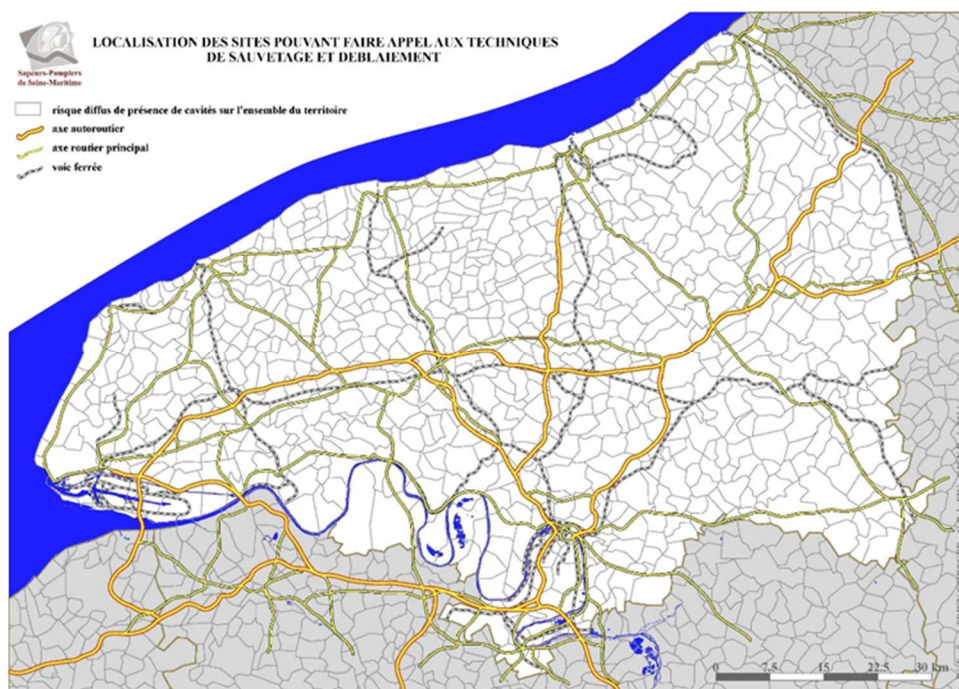 LOCALISATION DES SITES POUVANT FAIRE APPEL AUX TECHNIQUES
DE SAUVETAGE ET DEBLAIEMENT
Sapeurs-Pompiers
de Seine-Maritime
risque diffus de présence de cavités sur l'ensemble du territoire
axe autoroutier
axe routier principal
voie ferrée
0 7.5 15 22.5 30 km